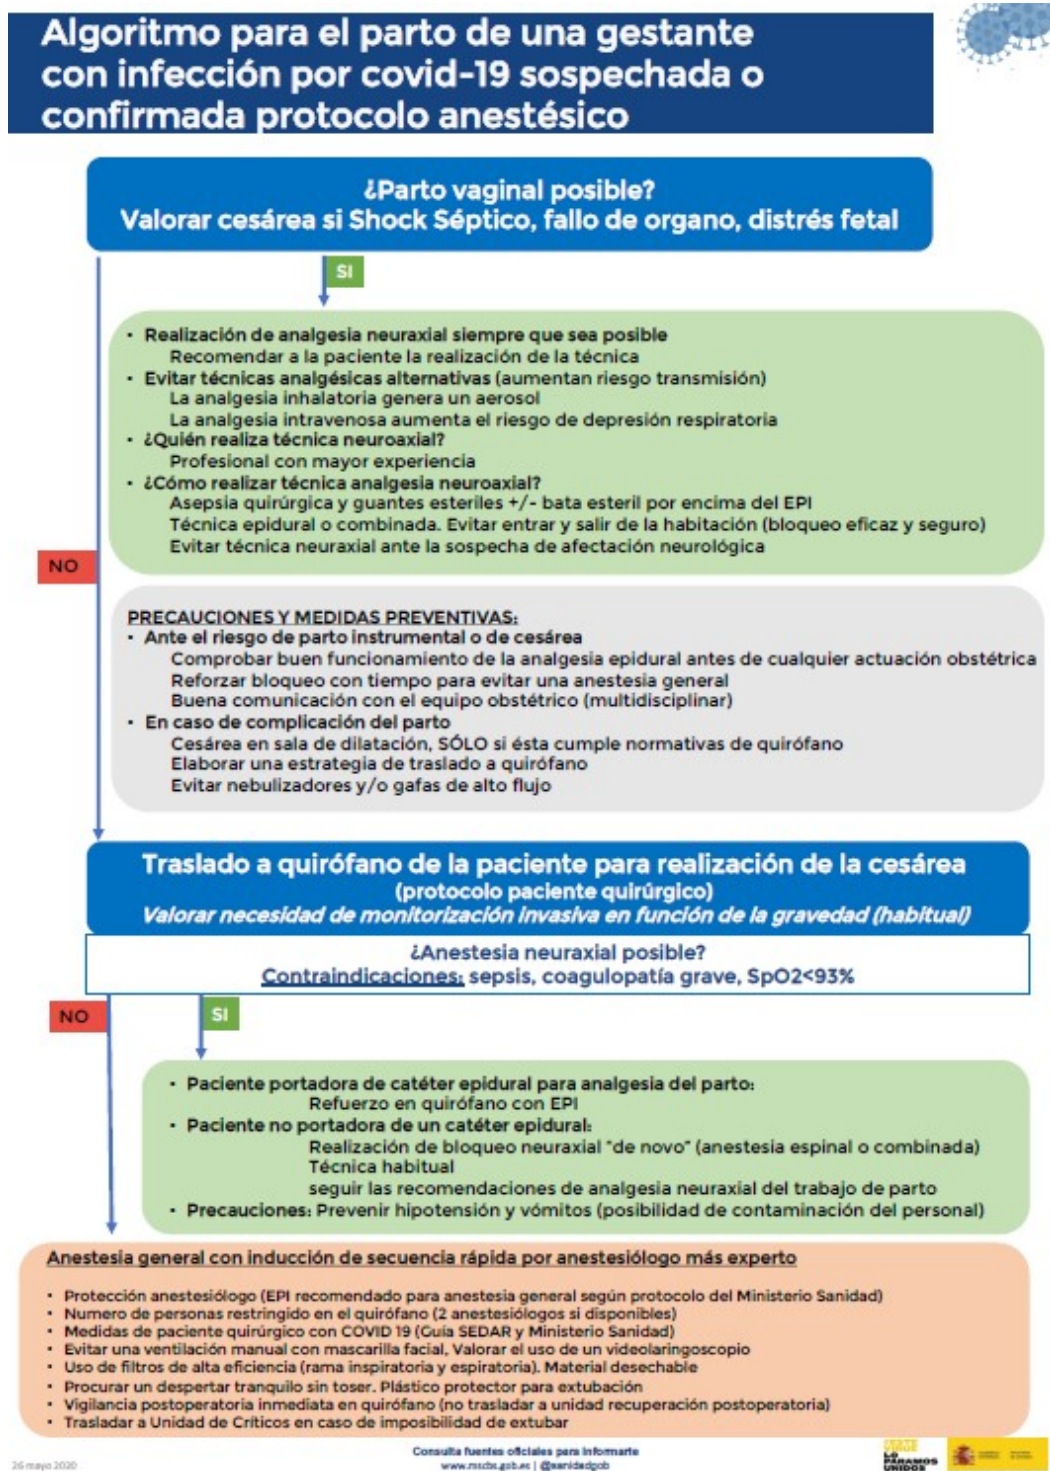 Algoritmo para el parto de una gestante
con infección por covid-19 sospechada o
confirmada protocolo anestésico
¿Parto vaginal posible?
Valorar cesárea si Shock Séptico, fallo de organo, distrés fetal
SI
• Realización de analgesia neuraxial siempre que sea posible
Recomendar a la paciente la realización de la técnica
• Evitar técnicas analgésicas alternativas (aumentan riesgo transmisión)
La analgesia inhalatoria genera un aerosol
La analgesia intravenosa aumenta el riesgo de depresión respiratoria
• ¿Quién realiza técnica neuroaxial?
Profesional con mayor experiencia
• ¿Cómo realizar técnica analgesia neuroaxial?
Asepsia quirúrgica y guantes esteriles +/- bata esteril por encima del EPI
Técnica epidural o combinada. Evitar entrar y salir de la habitación (bloqueo eficaz y seguro)
Evitar técnica neuraxial ante la sospecha de afectación neurológica
NO
PRECAUCIONES Y MEDIDAS PREVENTIVAS:
• Ante el riesgo de parto instrumental o de cesárea
Comprobar buen funcionamiento de la analgesia epidural antes de cualquier actuación obstétrica
Reforzar bloqueo con tiempo para evitar una anestesia general
Buena comunicación con el equipo obstétrico (multidisciplinar)
• En caso de complicación del parto
Cesárea en sala de dilatación, SÓLO si ésta cumple normativas de quirófano
Elaborar una estrategia de traslado a quirófano
Evitar nebulizadores y/o gafas de alto flujo
Traslado a quirófano de la paciente para realización de la cesárea
(protocolo paciente quirúrgico)
Valorar necesidad de monitorización invasiva en función de la gravedad (habitual)
¿Anestesia neuraxial posible?
Contraindicaciones: sepsis, coagulopatía grave, SpO2<93%
NO
SI
• Paciente portadora de catéter epidural para analgesia del parto:
Refuerzo en quirófano con EPI
• Paciente no portadora de un catéter epidural:
Realización de bloqueo neuraxial "de novo" (anestesia espinal o combinada)
Técnica habitual
seguir las recomendaciones de analgesia neuraxial del trabajo de parto
• Precauciones: Prevenir hipotensión y vómitos (posibilidad de contaminación del personal)
Anestesia general con inducción de secuencia rápida por anestesiólogo más experto
• Protección anestesiólogo (EPI recomendado para anestesia general según protocolo del Ministerio Sanidad)
• Numero de personas restringido en el quirófano (2 anestesiólogos si disponibles)
• Medidas de paciente quirúrgico con COVID 19 (Guía SEDAR y Ministerio Sanidad)
• Evitar una ventilación manual con mascarilla facial, Valorar el uso de un videolaringoscopio
• Uso de filtros de alta eficiencia (rama inspiratoria y espiratoria). Material desechable
• Procurar un despertar tranquilo sin toser. Plástico protector para extubación
• Vigilancia postoperatoria inmediata en quirófano (no trasladar a unidad recuperación postoperatoria)
• Trasladar a Unidad de Críticos en caso de imposibilidad de extubar
26 mayo 2020
Consulta fuentes oficiales para informarte
www.mscbs.gob.es | @sanidadgob
LO
PARAMOS
UNIDOS